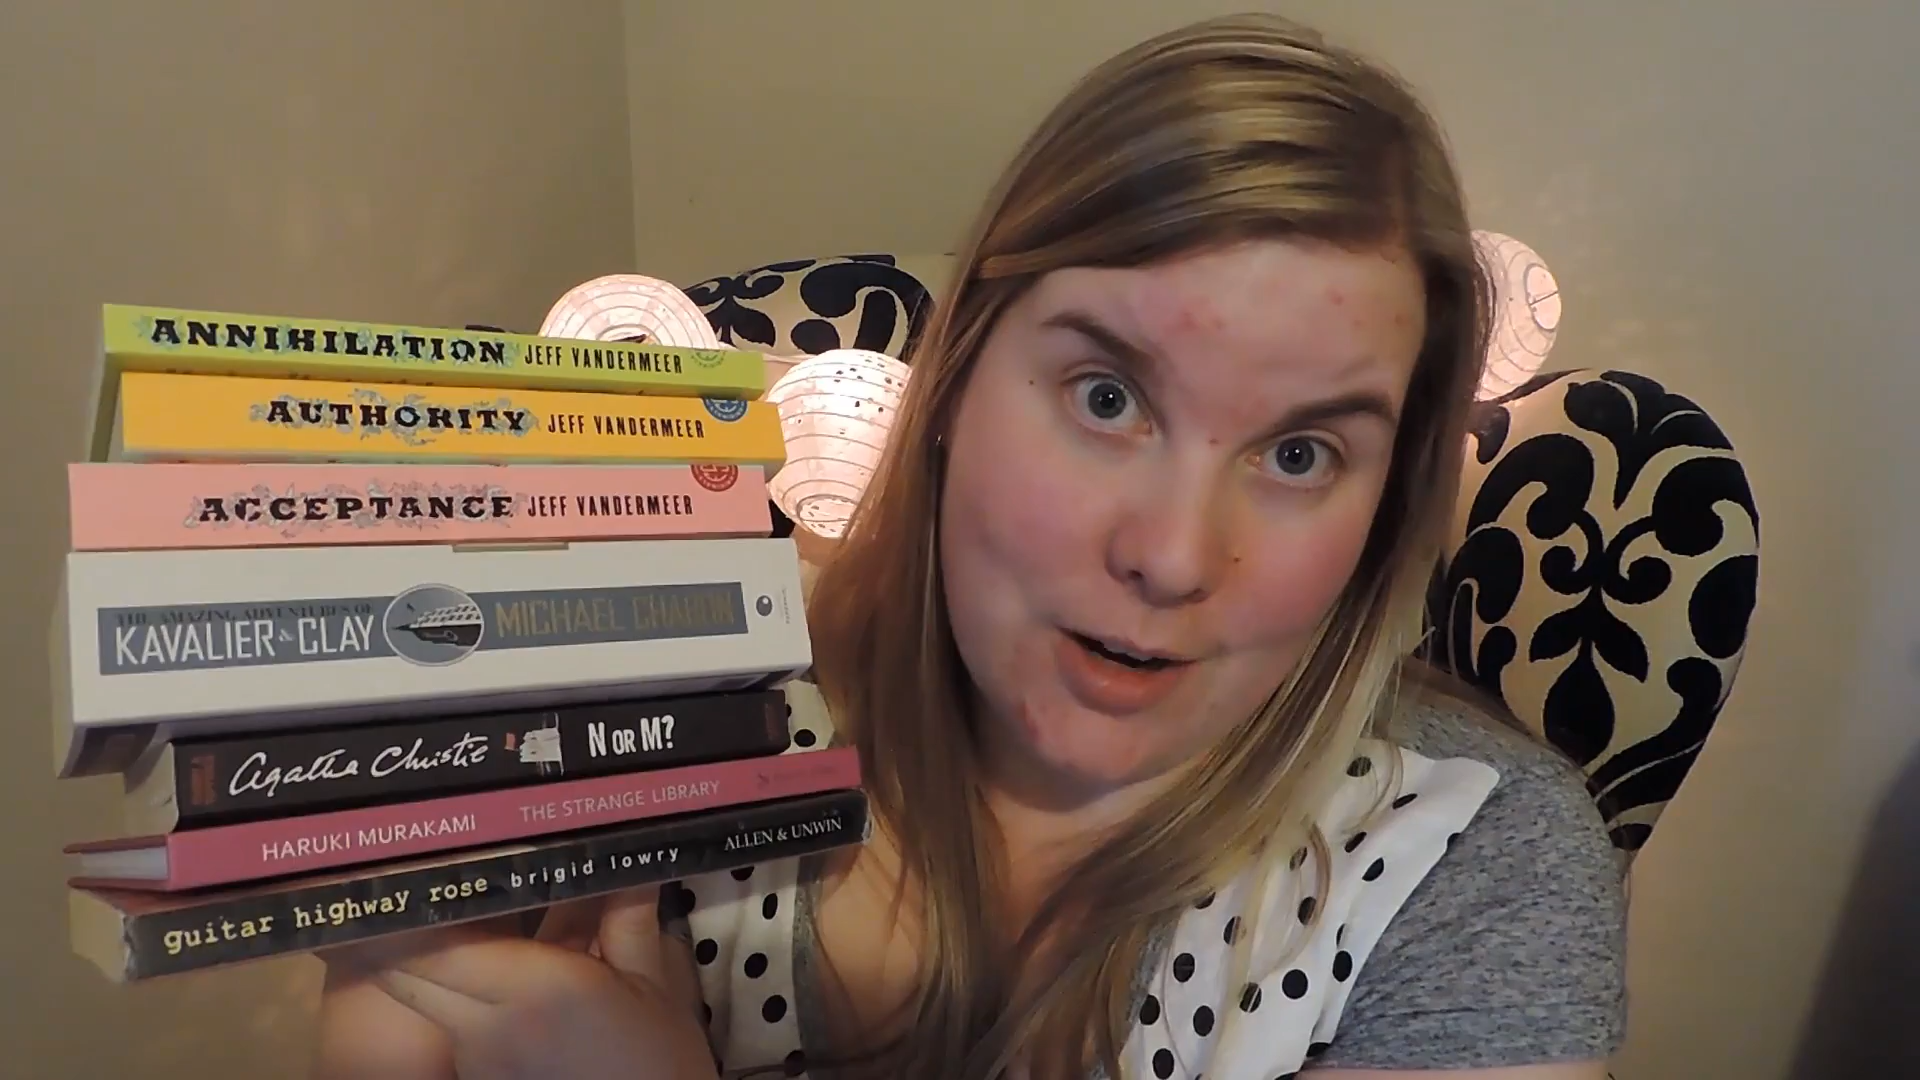 ANNIHILATION JEFF VANDERMEER
AUTHORITY JEFF VANDERMEER
ACCEPTANCE JEFF VANDERMEER
THE AMAZING ADVENTURES OF
KAVALIER & CLAY MICHAEL CHABON
Agatha Christie N OR M?
HARUKI MURAKAMI THE STRANGE LIBRARY
guitar highway rose brigid lowry ALLEN & UNWIN